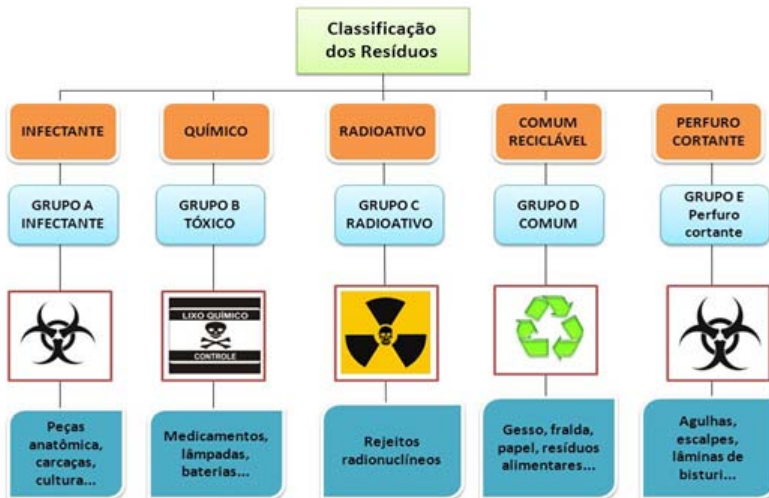 Classificação
dos Resíduos
INFECTANTE
QUÍMICO
RADIOATIVO
COMUM
RECICLÁVEL
PERFURO
CORTANTE
GRUPO A
INFECTANTE
GRUPO B
TÓXICO
GRUPO C
RADIOATIVO
GRUPO D
COMUM
GRUPO E
Perfuro
cortante
LIXO QUÍMICO
CONTROLE
Peças
anatômica,
carcaças,
cultura...
Medicamentos,
lâmpadas,
baterias...
Rejeitos
radionuclíneos
Gesso, fralda,
papel, resíduos
alimentares...
Agulhas,
escalpes,
lâminas de
bisturi...